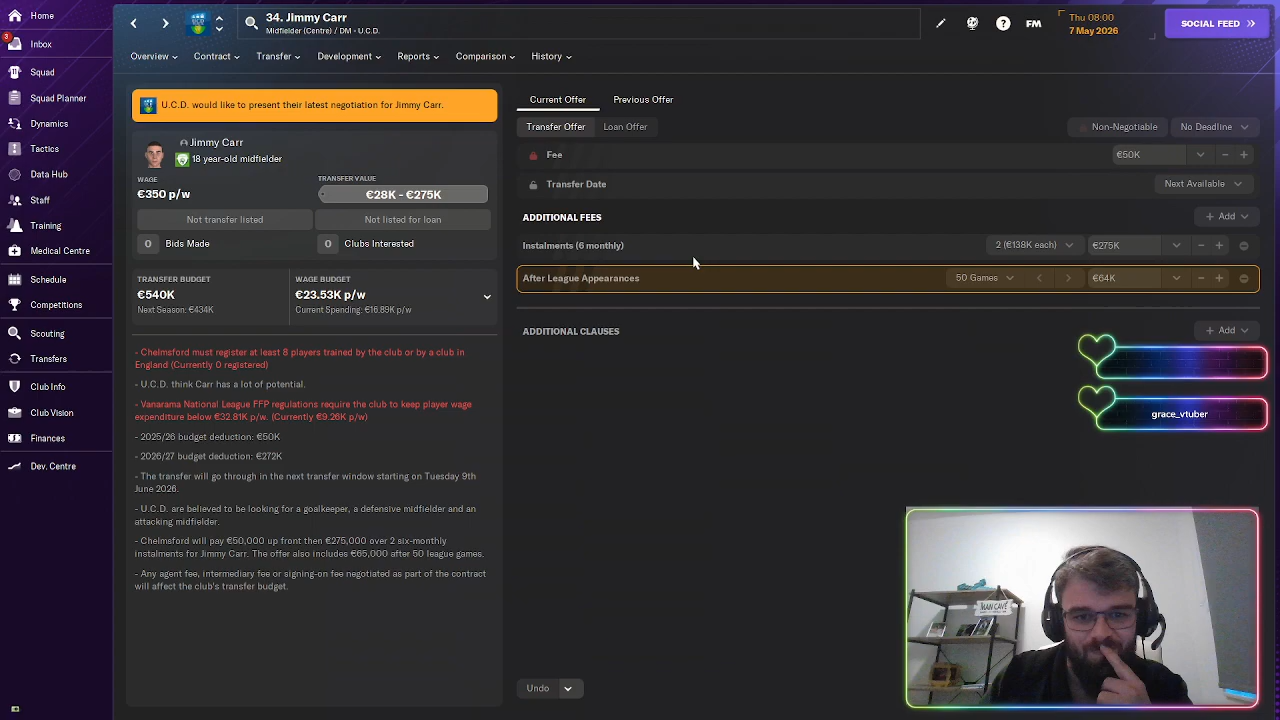 Home
34. Jimmy Carr
Midfielder (Centre) / DM - U.C.D.
FM
Thu 08:00
7 May 2026
SOCIAL FEED
3
Inbox
Squad
Squad Planner
Dynamics
Tactics
Data Hub
Staff
Training
Medical Centre
Schedule
Competitions
Scouting
Transfers
Club Info
Club Vision
Finances
Dev. Centre
Overview
Contract
Transfer
Development
Reports
Comparison
History
U.C.D. would like to present their latest negotiation for Jimmy Carr.
Jimmy Carr
18 year-old midfielder
WAGE
€350 p/w
TRANSFER VALUE
€28K - €275K
Not transfer listed
Not listed for loan
0 Bids Made
0 Clubs Interested
TRANSFER BUDGET
€540K
Next Season: €434K
WAGE BUDGET
€23.53K p/w
Current Spending: €16.89K p/w
- Chelmsford must register at least 8 players trained by the club or by a club in
England (Currently 0 registered)
- U.C.D. think Carr has a lot of potential.
- Vanarama National League FFP regulations require the club to keep player wage
expenditure below €32.81K p/w. (Currently €9.26K p/w)
- 2025/26 budget deduction: €50K
- 2026/27 budget deduction: €272K
- The transfer will go through in the next transfer window starting on Tuesday 9th
June 2026.
- U.C.D. are believed to be looking for a goalkeeper, a defensive midfielder and an
attacking midfielder.
- Chelmsford will pay €50,000 up front then €275,000 over 2 six-monthly
instalments for Jimmy Carr. The offer also includes €65,000 after 50 league games.
- Any agent fee, intermediary fee or signing-on fee negotiated as part of the contract
will affect the club's transfer budget.
Current Offer
Previous Offer
Transfer Offer
Loan Offer
Non-Negotiable
No Deadline
Fee
€50K
Transfer Date
Next Available
ADDITIONAL FEES
Add
Instalments (6 monthly)
2 (€138K each)
€275K
After League Appearances
50 Games
€64K
ADDITIONAL CLAUSES
Add
grace_vtuber
MAN CAVE
Undo